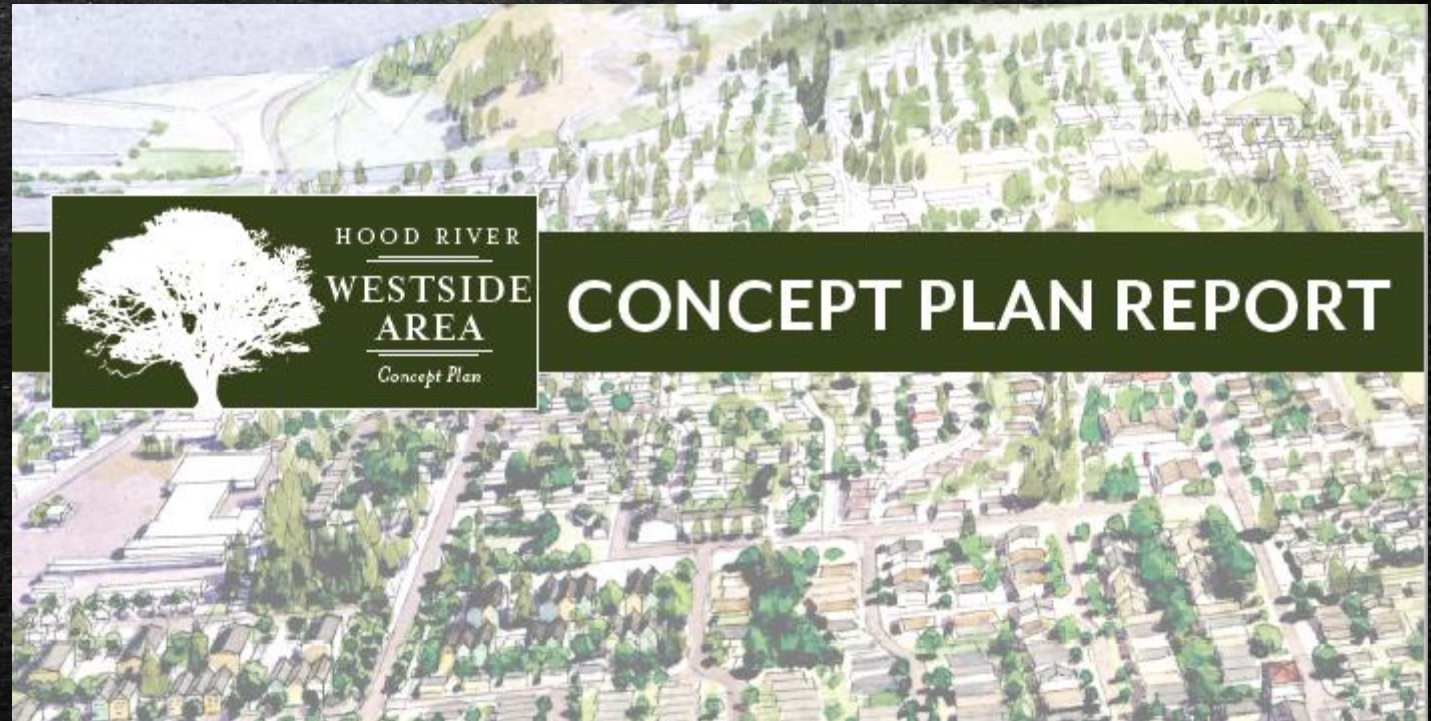 HOOD RIVER
WESTSIDE
AREA
Concept Plan
CONCEPT PLAN REPORT